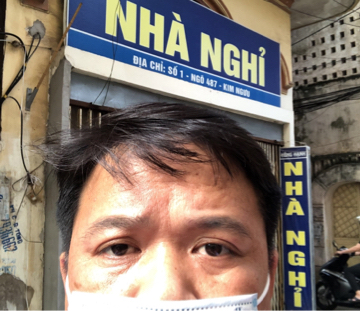 NHÀ NGHỈ
ĐỊA CHỈ: SỐ 1 - NGÕ 487 - KIM NGƯU
NHÀ NGHỈ